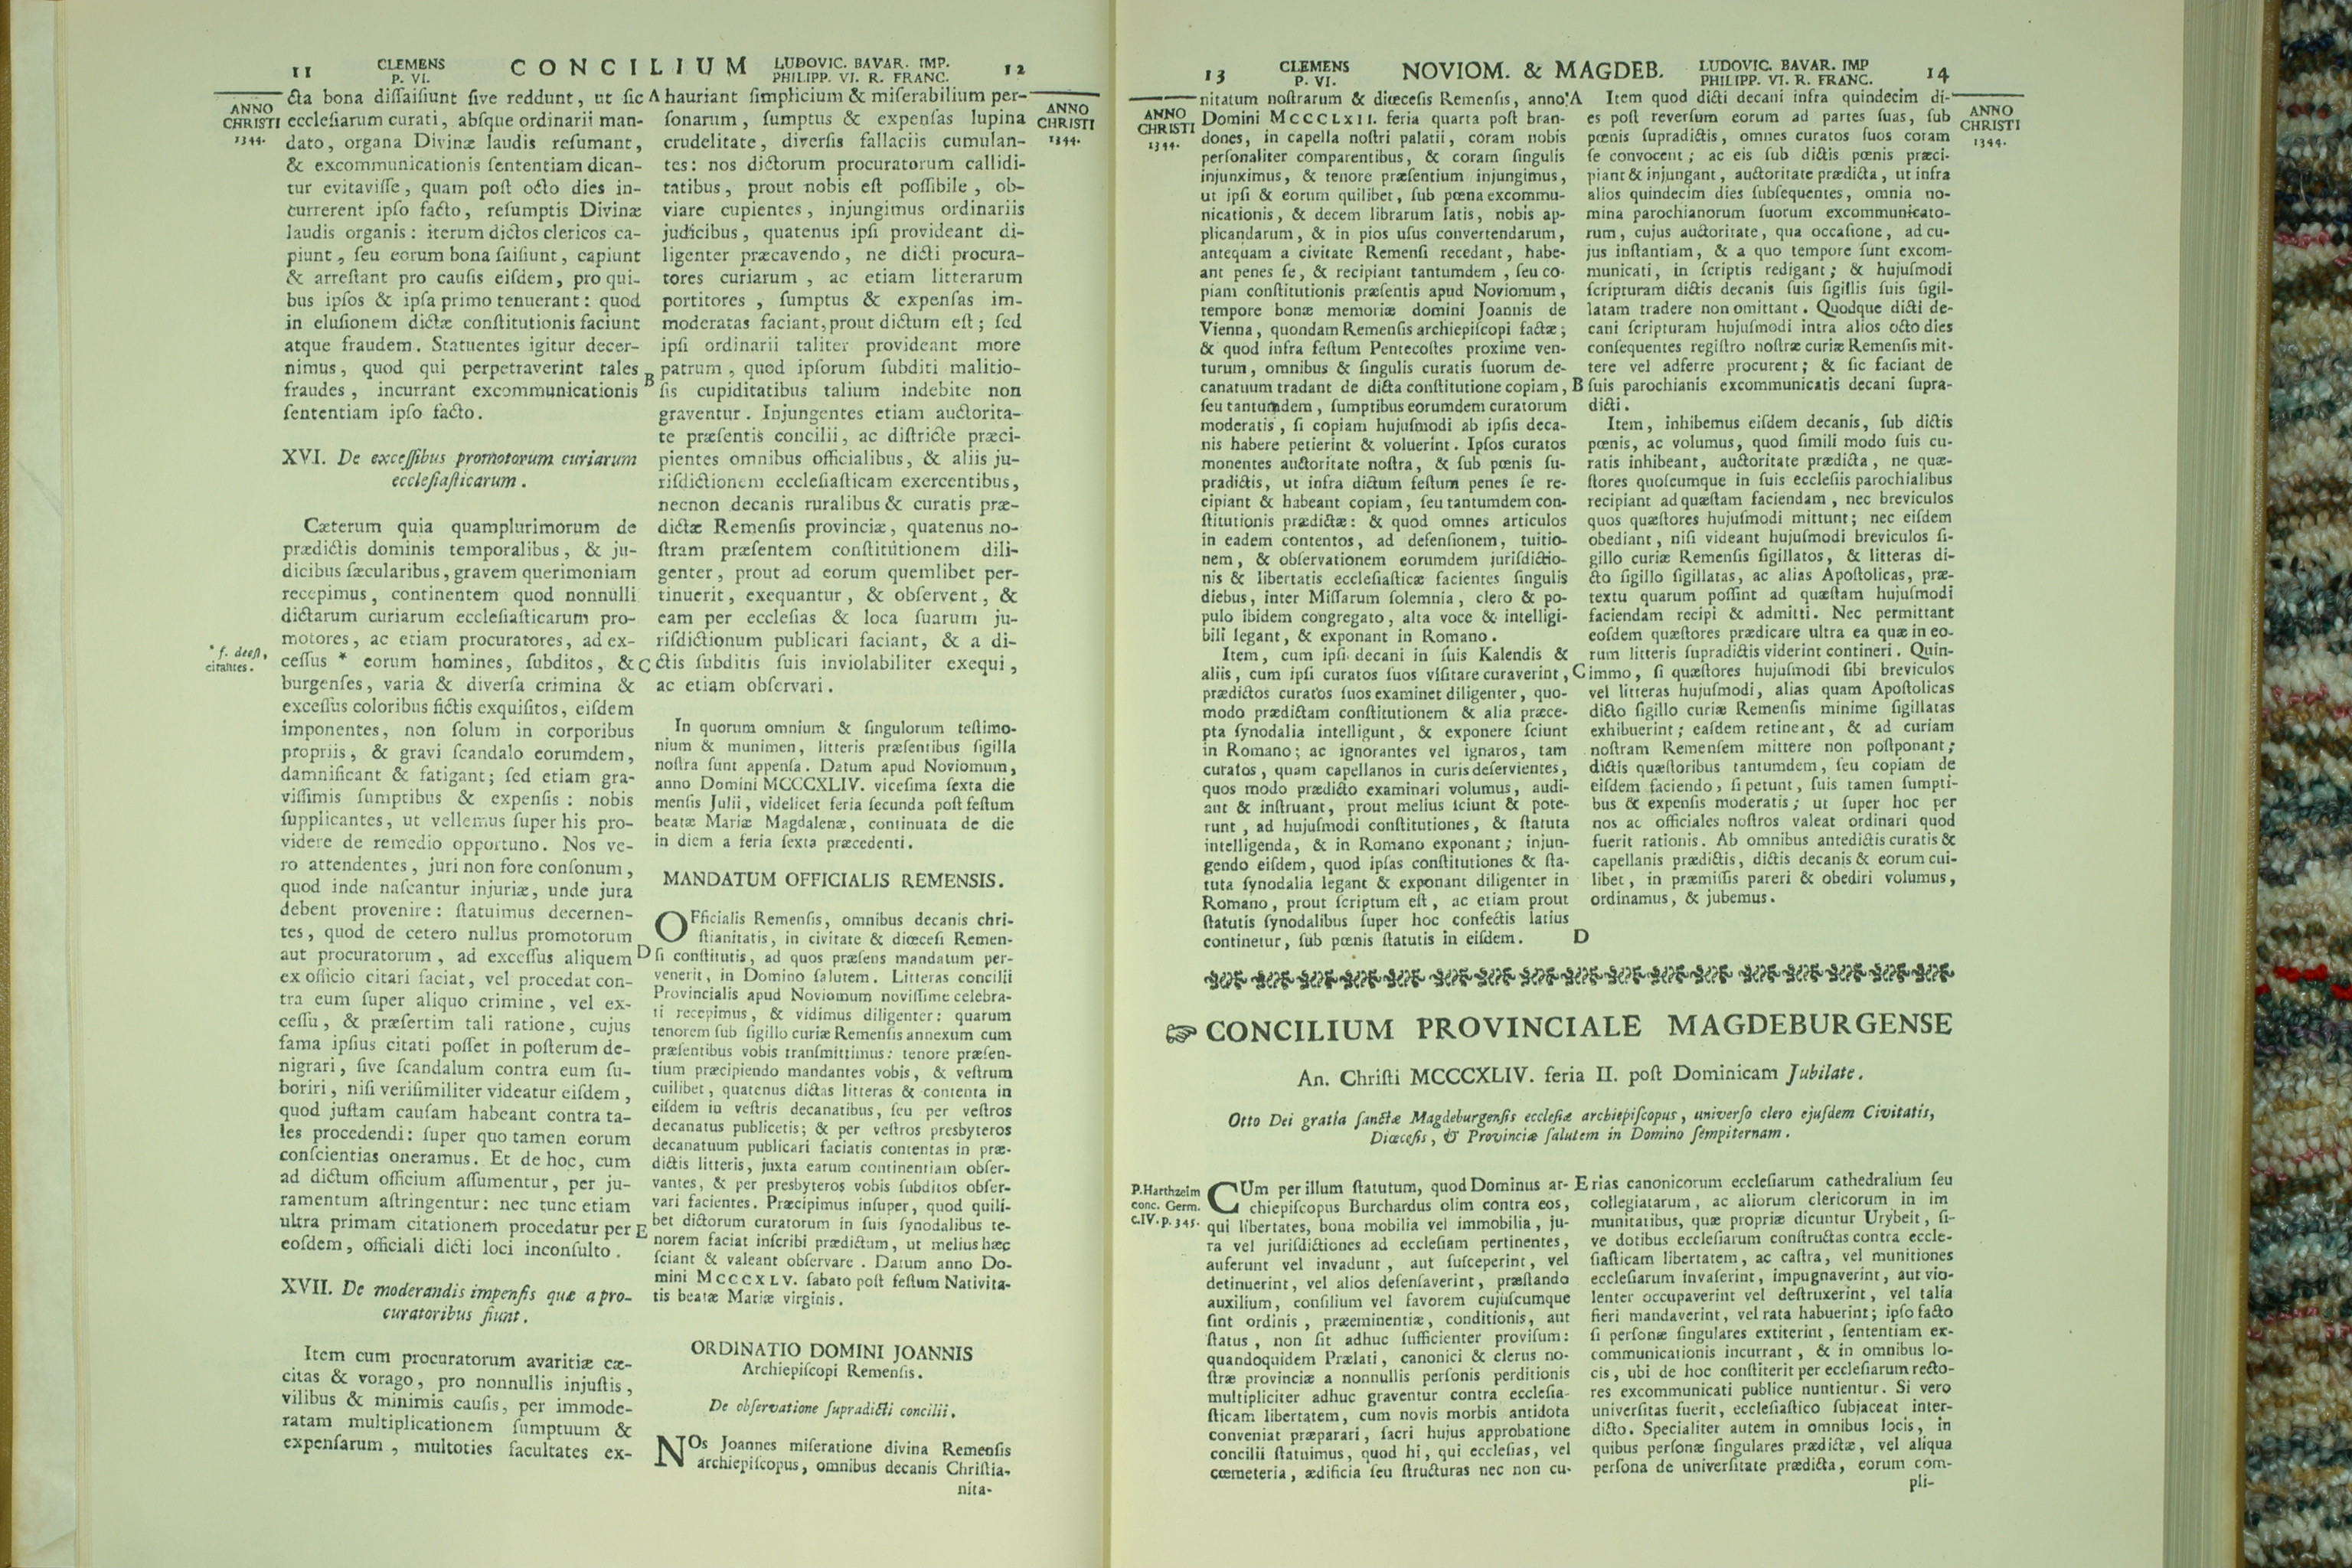 11
CLEMENS
P. VI.
CONCILIUM
LUDOVIC. BAVAR. IMP.
PHILIPP. VI. R. FRANC.
12
ANNO
CHRISTI
1344.
cta bona diſſaiſiunt ſive reddunt, ut ſic
eccleſiarum curati, abſque ordinarii man-
dato, organa Divinæ laudis reſumant,
& excommunicationis ſententiam dican-
tur evitaviſſe, quam poſt octo dies in-
currerent ipſo facto, reſumptis Divinæ
laudis organis: iterum dictos clericos ca-
piunt, ſeu eorum bona ſaiſiunt, capiunt
& arreſtant pro cauſis eiſdem, pro qui-
bus ipſos & ipſa primo tenuerant: quod
in eluſionem dictæ conſtitutionis faciunt
atque fraudem. Statuentes igitur decer-
nimus, quod qui perpetraverint tales
fraudes, incurrant excommunicationis
ſententiam ipſo facto.
XVI. De exceſſibus promotorum curiarum
eccleſiaſticarum.
Cæterum quia quamplurimorum de
prædictis dominis temporalibus, & ju-
dicibus ſæcularibus, gravem querimoniam
recepimus, continentem quod nonnulli
dictarum curiarum eccleſiaſticarum pro-
motores, ac etiam procuratores, ad ex-
* f. deeſt,
citantes.
ceſſus * eorum homines, ſubditos, &
burgenſes, varia & diverſa crimina &
exceſſus coloribus fictis exquiſitos, eiſdem
imponentes, non ſolum in corporibus
propriis, & gravi ſcandalo eorumdem,
damnificant & fatigant; ſed etiam gra-
viſſimis ſumptibus & expenſis: nobis
ſupplicantes, ut vellemus ſuper his pro-
videre de remedio opportuno. Nos ve-
ro attendentes, juri non fore conſonum,
quod inde naſcantur injuriæ, unde jura
debent provenire: ſtatuimus decernen-
tes, quod de cetero nullus promotorum
aut procuratorum, ad exceſſus aliquem
ex officio citari faciat, vel procedat con-
tra eum ſuper aliquo crimine, vel ex-
ceſſu, & præſertim tali ratione, cujus
fama ipſius citati poſſet in poſterum de-
nigrari, ſive ſcandalum contra eum ſu-
boriri, niſi veriſimiliter videatur eiſdem,
quod juſtam cauſam habeant contra ta-
les procedendi: ſuper quo tamen eorum
conſcientias oneramus. Et de hoc, cum
ad dictum officium aſſumentur, per ju-
ramentum aſtringentur: nec tunc etiam
ultra primam citationem procedatur per
eoſdem, officiali dicti loci inconſulto.
XVII. De moderandis impenſis quæ a pro-
curatoribus fiunt.
Item cum procuratorum avaritiæ cæ-
citas & vorago, pro nonnullis injuſtis,
vilibus & minimis cauſis, per immode-
ratam multiplicationem ſumptuum &
expenſarum, multoties facultates ex-
A
B
C
D
E
hauriant ſimplicium & miſerabilium per-
ſonarum, ſumptus & expenſas lupina
crudelitate, diverſis fallaciis cumulan-
tes: nos dictorum procuratorum callidi-
tatibus, prout nobis eſt poſſibile, ob-
viare cupientes, injungimus ordinariis
judicibus, quatenus ipſi provideant di-
ligenter præcavendo, ne dicti procura-
tores curiarum, ac etiam litterarum
portitores, ſumptus & expenſas im-
moderatas faciant, prout dictum eſt; ſed
ipſi ordinarii taliter provideant more
patrum, quod ipſorum ſubditi malitio-
ſis cupiditatibus talium indebite non
graventur. Injungentes etiam auctorita-
te præſentis concilii, ac diſtricte præci-
pientes omnibus officialibus, & aliis ju-
riſdictionem eccleſiaſticam exercentibus,
necnon decanis ruralibus & curatis præ-
dictæ Remenſis provinciæ, quatenus no-
ſtram præſentem conſtitutionem dili-
genter, prout ad eorum quemlibet per-
tinuerit, exequantur, & obſervent, &
eam per eccleſias & loca ſuarum ju-
riſdictionum publicari faciant, & a di-
ctis ſubditis ſuis inviolabiliter exequi,
ac etiam obſervari.
In quorum omnium & ſingulorum teſtimo-
nium & munimen, litteris præſentibus ſigilla
noſtra ſunt appenſa. Datum apud Noviomum,
anno Domini MCCCXLIV. viceſima ſexta die
menſis Julii, videlicet feria ſecunda poſt feſtum
beatæ Mariæ Magdalenæ, continuata de die
in diem a feria ſexta præcedenti.
MANDATUM OFFICIALIS REMENSIS.
OFficialis Remenſis, omnibus decanis chri-
ſtianitatis, in civitate & diœceſi Remen-
ſi conſtitutis, ad quos præſens mandatum per-
venerit, in Domino ſalutem. Litteras concilii
Provincialis apud Noviomum noviſſime celebra-
ti recepimus, & vidimus diligenter: quarum
tenorem ſub ſigillo curiæ Remenſis annexum cum
præſentibus vobis tranſmittimus: tenore præſen-
tium præcipiendo mandantes vobis, & veſtrum
cuilibet, quatenus dictas litteras & contenta in
eiſdem in veſtris decanatibus, ſeu per veſtros
decanatus publicetis; & per veſtros presbyteros
decanatuum publicari faciatis contentas in præ-
dictis litteris, juxta earum continentiam obſer-
vantes, & per presbyteros vobis ſubditos obſer-
vari facientes. Præcipimus inſuper, quod quili-
bet dictorum curatorum in ſuis ſynodalibus te-
norem faciat inſcribi prædictum, ut melius hæc
ſciant & valeant obſervare. Datum anno Do-
mini MCCCXLV. ſabato poſt feſtum Nativita-
tis beatæ Mariæ virginis.
ORDINATIO DOMINI JOANNIS
Archiepiſcopi Remenſis.
De obſervatione ſupradicti concilii.
NOs Joannes miſeratione divina Remenſis
archiepiſcopus, omnibus decanis Chriſtia-
nita-
ANNO
CHRISTI
1344.
13
CLEMENS
P. VI.
NOVIOM. & MAGDEB.
LUDOVIC. BAVAR. IMP
PHILIPP. VI. R. FRANC.
14
ANNO
CHRISTI
1344.
nitatum noſtrarum & diœceſis Remenſis, anno
Domini MCCCLXII. feria quarta poſt bran-
dones, in capella noſtri palatii, coram nobis
perſonaliter comparentibus, & coram ſingulis
injunximus, & tenore præſentium injungimus,
ut ipſi & eorum quilibet, ſub pœna excommu-
nicationis, & decem librarum latis, nobis ap-
plicandarum, & in pios uſus convertendarum,
antequam a civitate Remenſi recedant, habe-
ant penes ſe, & recipiant tantumdem, ſeu co-
piam conſtitutionis præſentis apud Noviomum,
tempore bonæ memoriæ domini Joannis de
Vienna, quondam Remenſis archiepiſcopi factæ;
& quod infra feſtum Pentecoſtes proxime ven-
turum, omnibus & ſingulis curatis ſuorum de-
canatuum tradant de dicta conſtitutione copiam,
ſeu tantumdem, ſumptibus eorumdem curatorum
moderatis, ſi copiam hujuſmodi ab ipſis deca-
nis habere petierint & voluerint. Ipſos curatos
monentes auctoritate noſtra, & ſub pœnis ſu-
pradictis, ut infra dictum feſtum penes ſe re-
cipiant & habeant copiam, ſeu tantumdem con-
ſtitutionis prædictæ: & quod omnes articulos
in eadem contentos, ad defenſionem, tuitio-
nem, & obſervationem eorumdem juriſdictio-
nis & libertatis eccleſiaſticæ facientes ſingulis
diebus, inter Miſſarum ſolemnia, clero & po-
pulo ibidem congregato, alta voce & intelligi-
bili legant, & exponant in Romano.
Item, cum ipſi decani in ſuis Kalendis &
aliis, cum ipſi curatos ſuos viſitare curaverint,
prædictos curatos ſuos examinet diligenter, quo-
modo prædictam conſtitutionem & alia præce-
pta ſynodalia intelligunt, & exponere ſciunt
in Romano; ac ignorantes vel ignaros, tam
curatos, quam capellanos in curis deſervientes,
quos modo prædicto examinari volumus, audi-
ant & inſtruant, prout melius ſciunt & pote-
runt, ad hujuſmodi conſtitutiones, & ſtatuta
intelligenda, & in Romano exponant; injun-
gendo eiſdem, quod ipſas conſtitutiones & ſta-
tuta ſynodalia legant & exponant diligenter in
Romano, prout ſcriptum eſt, ac etiam prout
ſtatutis ſynodalibus ſuper hoc confectis latius
continetur, ſub pœnis ſtatutis in eiſdem.
A
B
C
D
Item quod dicti decani infra quindecim di-
es poſt reverſum eorum ad partes ſuas, ſub
pœnis ſupradictis, omnes curatos ſuos coram
ſe convocent; ac eis ſub dictis pœnis præci-
piant & injungant, auctoritate prædicta, ut infra
alios quindecim dies ſubſequentes, omnia no-
mina parochianorum ſuorum excommunicato-
rum, cujus auctoritate, qua occaſione, ad cu-
jus inſtantiam, & a quo tempore ſunt excom-
municati, in ſcriptis redigant; & hujuſmodi
ſcripturam dictis decanis ſuis ſigillis ſuis ſigil-
latam tradere non omittant. Quodque dicti de-
cani ſcripturam hujuſmodi intra alios octo dies
conſequentes regiſtro noſtræ curiæ Remenſis mit-
tere vel adferre procurent; & ſic faciant de
ſuis parochianis excommunicatis decani ſupra-
dicti.
Item, inhibemus eiſdem decanis, ſub dictis
pœnis, ac volumus, quod ſimili modo ſuis cu-
ratis inhibeant, auctoritate prædicta, ne quæ-
ſtores quoſcumque in ſuis eccleſiis parochialibus
recipiant ad quæſtam faciendam, nec breviculos
quos quæſtores hujuſmodi mittunt; nec eiſdem
obediant, niſi videant hujuſmodi breviculos ſi-
gillo curiæ Remenſis ſigillatos, & litteras di-
cto ſigillo ſigillatas, ac alias Apoſtolicas, præ-
textu quarum poſſint ad quæſtam hujuſmodi
faciendam recipi & admitti. Nec permittant
eoſdem quæſtores prædicare ultra ea quæ in eo-
rum litteris ſupradictis viderint contineri. Quin-
immo, ſi quæſtores hujuſmodi ſibi breviculos
vel litteras hujuſmodi, alias quam Apoſtolicas
dicto ſigillo curiæ Remenſis minime ſigillatas
exhibuerint; eaſdem retineant, & ad curiam
noſtram Remenſem mittere non poſtponant;
dictis quæſtoribus tantumdem, ſeu copiam de
eiſdem faciendo, ſi petunt, ſuis tamen ſumpti-
bus & expenſis moderatis; ut ſuper hoc per
nos ac officiales noſtros valeat ordinari quod
fuerit rationis. Ab omnibus antedictis curatis &
capellanis prædictis, dictis decanis & eorum cui-
libet, in præmiſſis pareri & obediri volumus,
ordinamus, & jubemus.
☞ CONCILIUM PROVINCIALE MAGDEBURGENSE
An. Chriſti MCCCXLIV. feria II. poſt Dominicam Jubilate.
Otto Dei gratia ſanctæ Magdeburgenſis eccleſiæ archiepiſcopus, univerſo clero ejuſdem Civitatis,
Diœceſis, & Provinciæ ſalutem in Domino ſempiternam.
P. Harthzeim
conc. Germ.
c.IV. p. 345.
CUm per illum ſtatutum, quod Dominus ar-
chiepiſcopus Burchardus olim contra eos,
qui libertates, bona mobilia vel immobilia, ju-
ra vel juriſdictiones ad eccleſiam pertinentes,
auferunt vel invadunt, aut ſuſceperint, vel
detinuerint, vel alios defenſaverint, præſtando
auxilium, conſilium vel favorem cujuſcumque
ſint ordinis, præeminentiæ, conditionis, aut
ſtatus, non ſit adhuc ſufficienter proviſum:
quandoquidem Prælati, canonici & clerus no-
ſtræ provinciæ a nonnullis perſonis perditionis
multipliciter adhuc graventur contra eccleſia-
ſticam libertatem, cum novis morbis antidota
conveniat præparari, ſacri hujus approbatione
concilii ſtatuimus, quod hi, qui eccleſias, vel
cœmeteria, ædificia ſeu ſtructuras nec non cu-
E
rias canonicorum eccleſiarum cathedralium ſeu
collegiatarum, ac aliorum clericorum in im
munitatibus, quæ propriæ dicuntur Urybeit, ſi-
ve dotibus eccleſiarum conſtructas contra eccle-
ſiaſticam libertatem, ac caſtra, vel munitiones
eccleſiarum invaſerint, impugnaverint, aut vio-
lenter occupaverint vel deſtruxerint, vel talia
fieri mandaverint, vel rata habuerint; ipſo facto
ſi perſonæ ſingulares extiterint, ſententiam ex-
communicationis incurrant, & in omnibus lo-
cis, ubi de hoc conſtiterit per eccleſiarum recto-
res excommunicati publice nuntientur. Si vero
univerſitas fuerit, eccleſiaſtico ſubjaceat inter-
dicto. Specialiter autem in omnibus locis, in
quibus perſonæ ſingulares prædictæ, vel aliqua
perſona de univerſitate prædicta, eorum com-
pli-